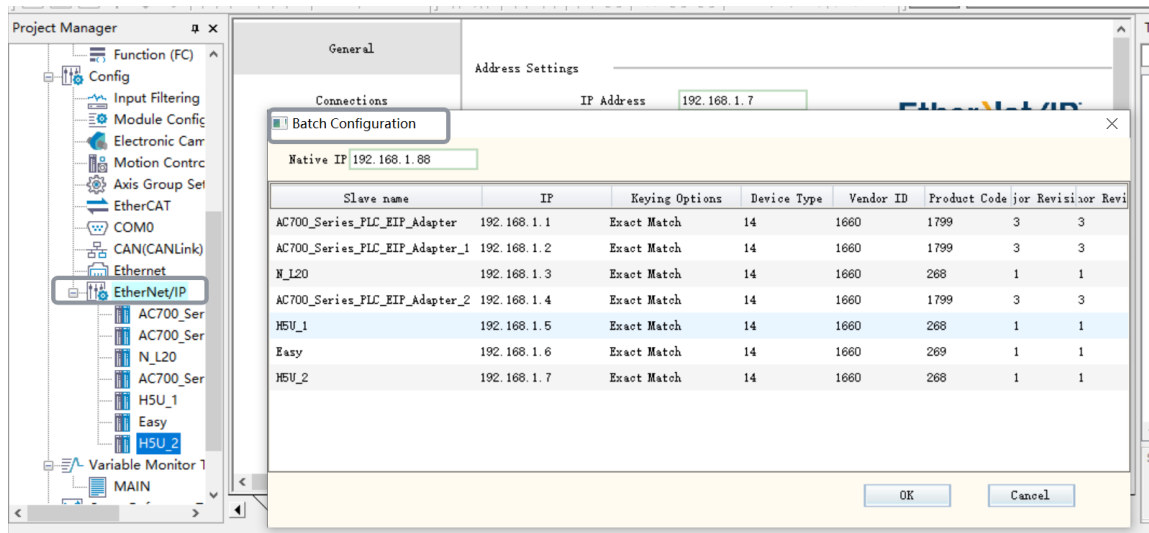 Project Manager
Function (FC)
Config
Input Filtering
Module Config
Electronic Cam
Motion Contrc
Axis Group Set
EtherCAT
COM0
CAN(CANLink)
Ethernet
EtherNet/IP
AC700_Ser
AC700_Ser
N_L20
AC700_Ser
H5U_1
Easy
H5U_2
Variable Monitor T
MAIN
General
Connections
Address Settings
IP Address 192.168.1.7
EtherNet/IP
Batch Configuration
Native IP 192.168.1.88
Slave name IP Keying Options Device Type Vendor ID Product Code jor Revisi nor Revi
AC700_Series_PLC_EIP_Adapter 192.168.1.1 Exact Match 14 1660 1799 3 3
AC700_Series_PLC_EIP_Adapter_1 192.168.1.2 Exact Match 14 1660 1799 3 3
N_L20 192.168.1.3 Exact Match 14 1660 268 1 1
AC700_Series_PLC_EIP_Adapter_2 192.168.1.4 Exact Match 14 1660 1799 3 3
H5U_1 192.168.1.5 Exact Match 14 1660 268 1 1
Easy 192.168.1.6 Exact Match 14 1660 269 1 1
H5U_2 192.168.1.7 Exact Match 14 1660 268 1 1
OK Cancel